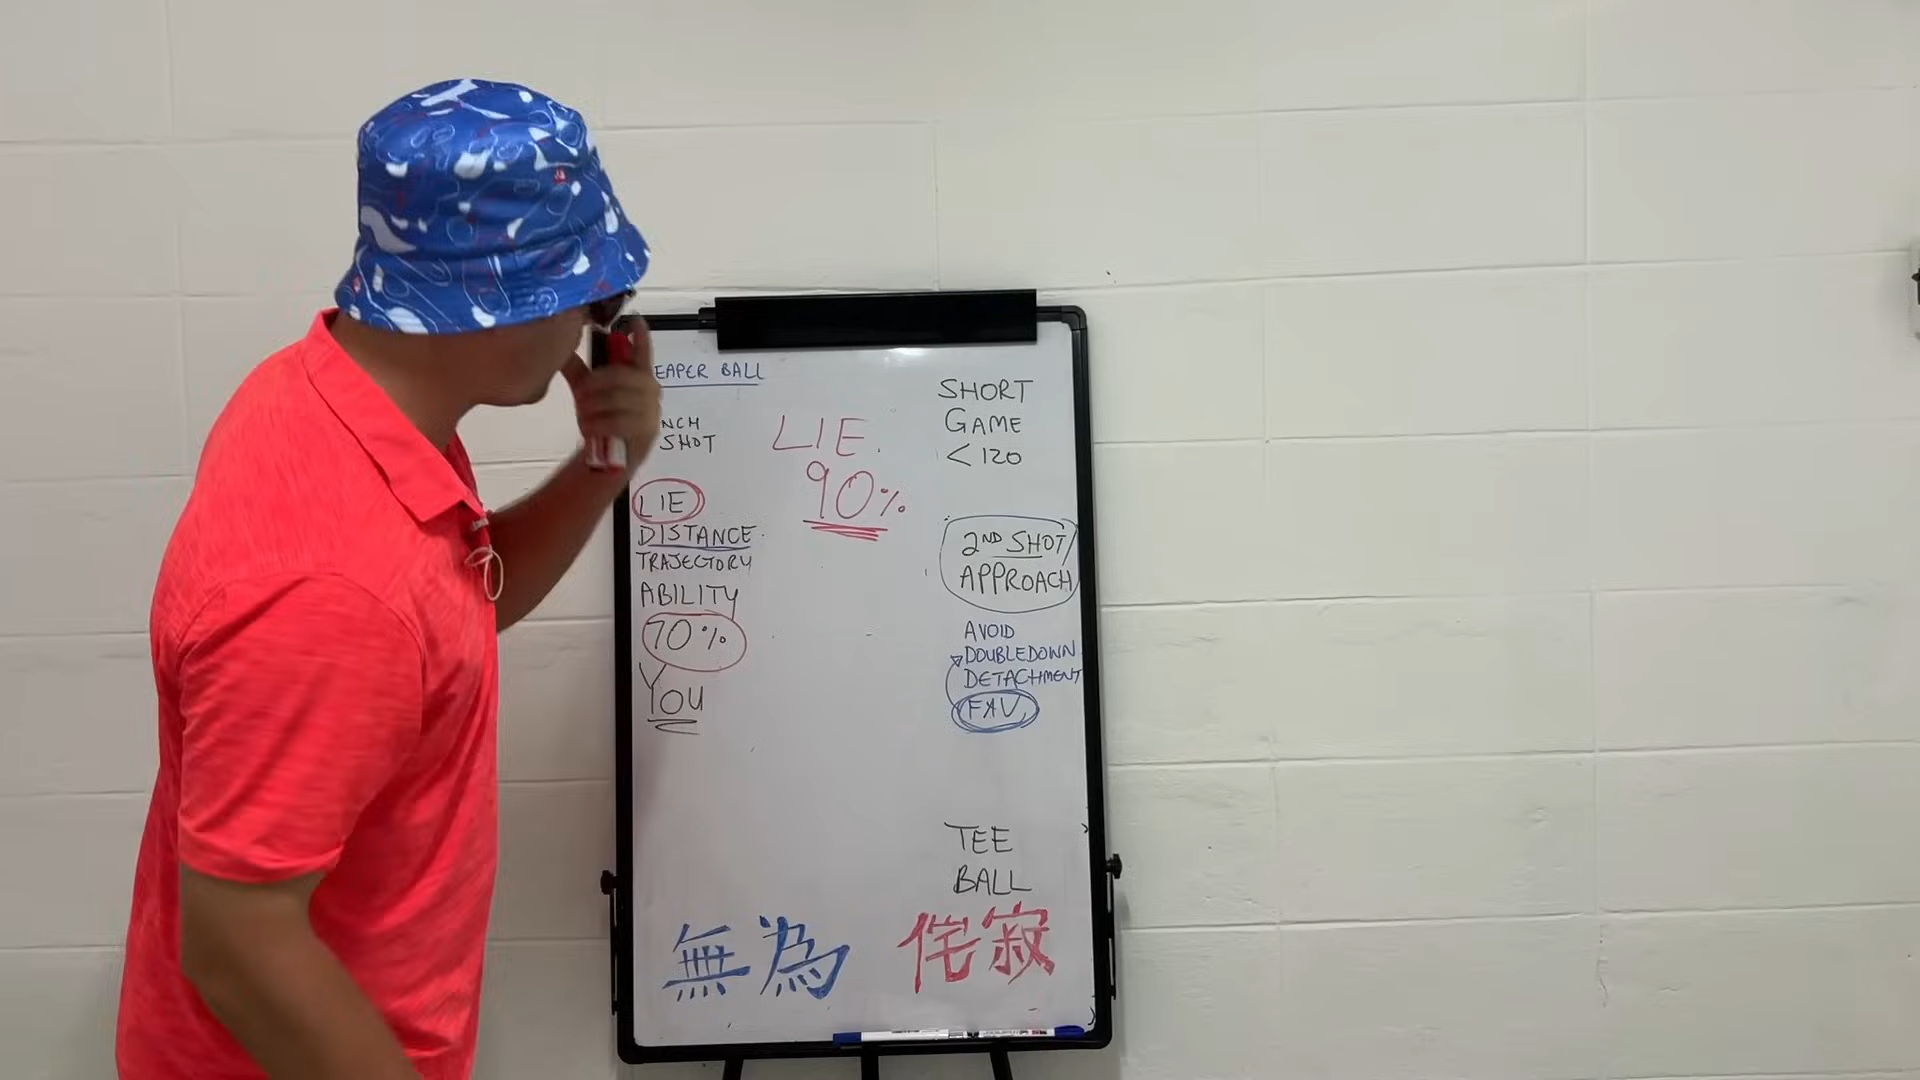 EAPER BALL
NCH
SHOT
LIE
DISTANCE
TRAJECTORY
ABILITY
70%
YOU
LIE.
90%
SHORT
GAME
<120
2ND SHOT
APPROACH
AVOID
DOUBLEDOWN
DETACHMENT
FAV
TEE
BALL
無為 侘寂